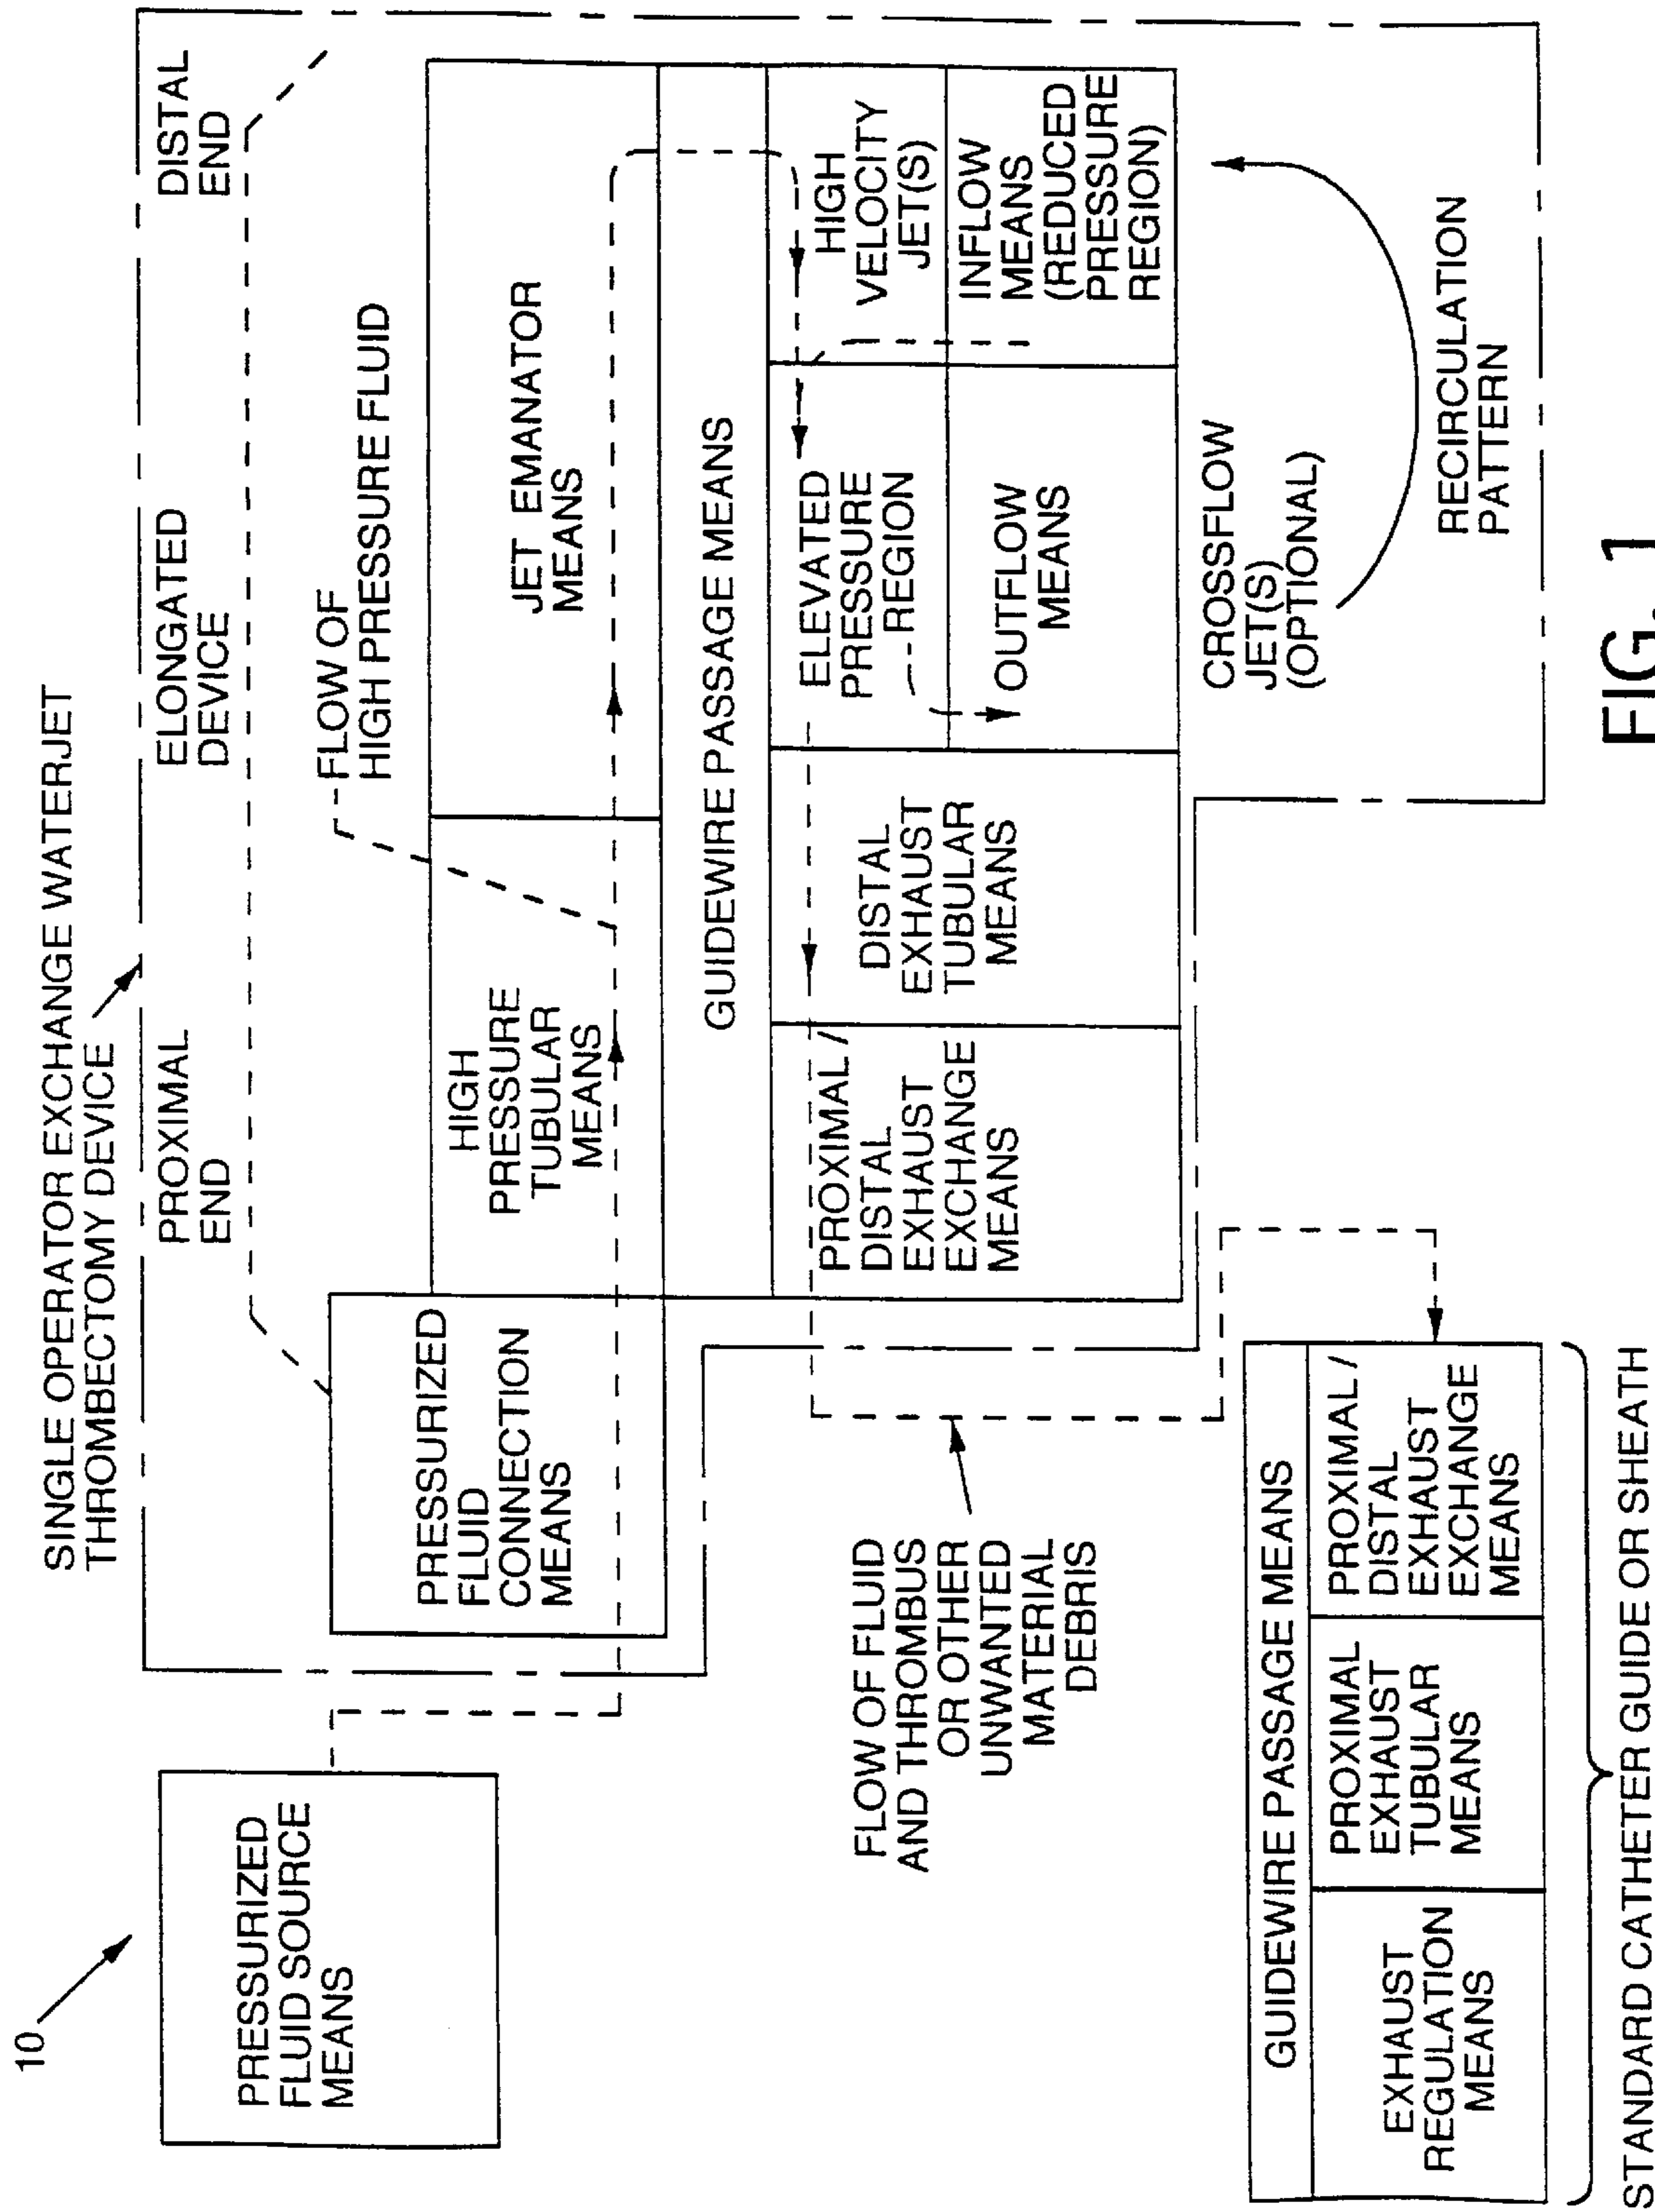 10
SINGLE OPERATOR EXCHANGE WATERJET
THROMBECTOMY DEVICE
PROXIMAL
END
ELONGATED
DEVICE
DISTAL
END
PRESSURIZED
FLUID SOURCE
MEANS
FLOW OF
HIGH PRESSURE FLUID
PRESSURIZED
FLUID
CONNECTION
MEANS
HIGH
PRESSURE
TUBULAR
MEANS
JET EMANATOR
MEANS
GUIDEWIRE PASSAGE MEANS
PROXIMAL /
DISTAL
EXHAUST
EXCHANGE
MEANS
DISTAL
EXHAUST
TUBULAR
MEANS
ELEVATED
PRESSURE
REGION
OUTFLOW
MEANS
HIGH
VELOCITY
JET(S)
INFLOW
MEANS
(REDUCED
PRESSURE
REGION)
FLOW OF FLUID
AND THROMBUS
OR OTHER
UNWANTED
MATERIAL
DEBRIS
CROSSFLOW
JET(S)
(OPTIONAL)
RECIRCULATION
PATTERN
GUIDEWIRE PASSAGE MEANS
EXHAUST
REGULATION
MEANS
PROXIMAL
EXHAUST
TUBULAR
MEANS
PROXIMAL /
DISTAL
EXHAUST
EXCHANGE
MEANS
STANDARD CATHETER GUIDE OR SHEATH
FIG. 1